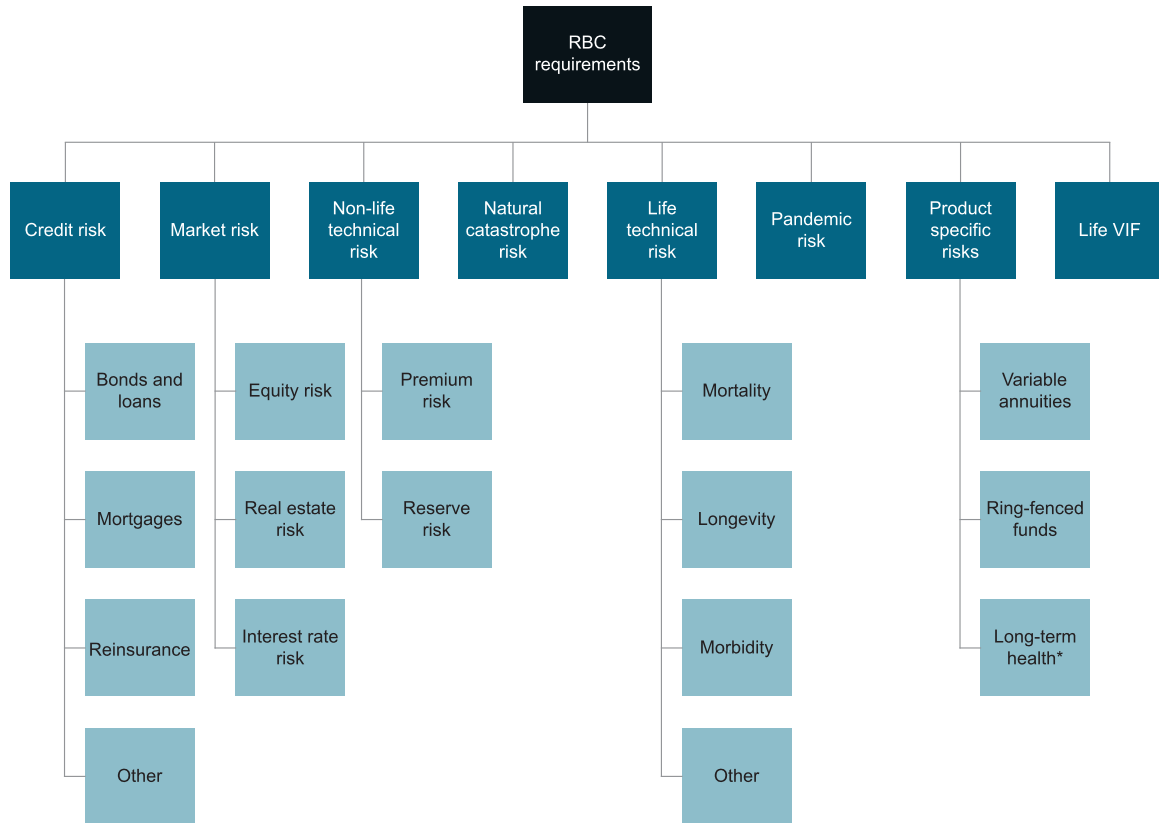 RBC
requirements
Credit risk
Market risk
Non-life
technical
risk
Natural
catastrophe
risk
Life
technical
risk
Pandemic
risk
Product
specific
risks
Life VIF
Bonds and
loans
Equity risk
Premium
risk
Mortality
Variable
annuities
Mortgages
Real estate
risk
Reserve
risk
Longevity
Ring-fenced
funds
Reinsurance
Interest rate
risk
Morbidity
Long-term
health*
Other
Other